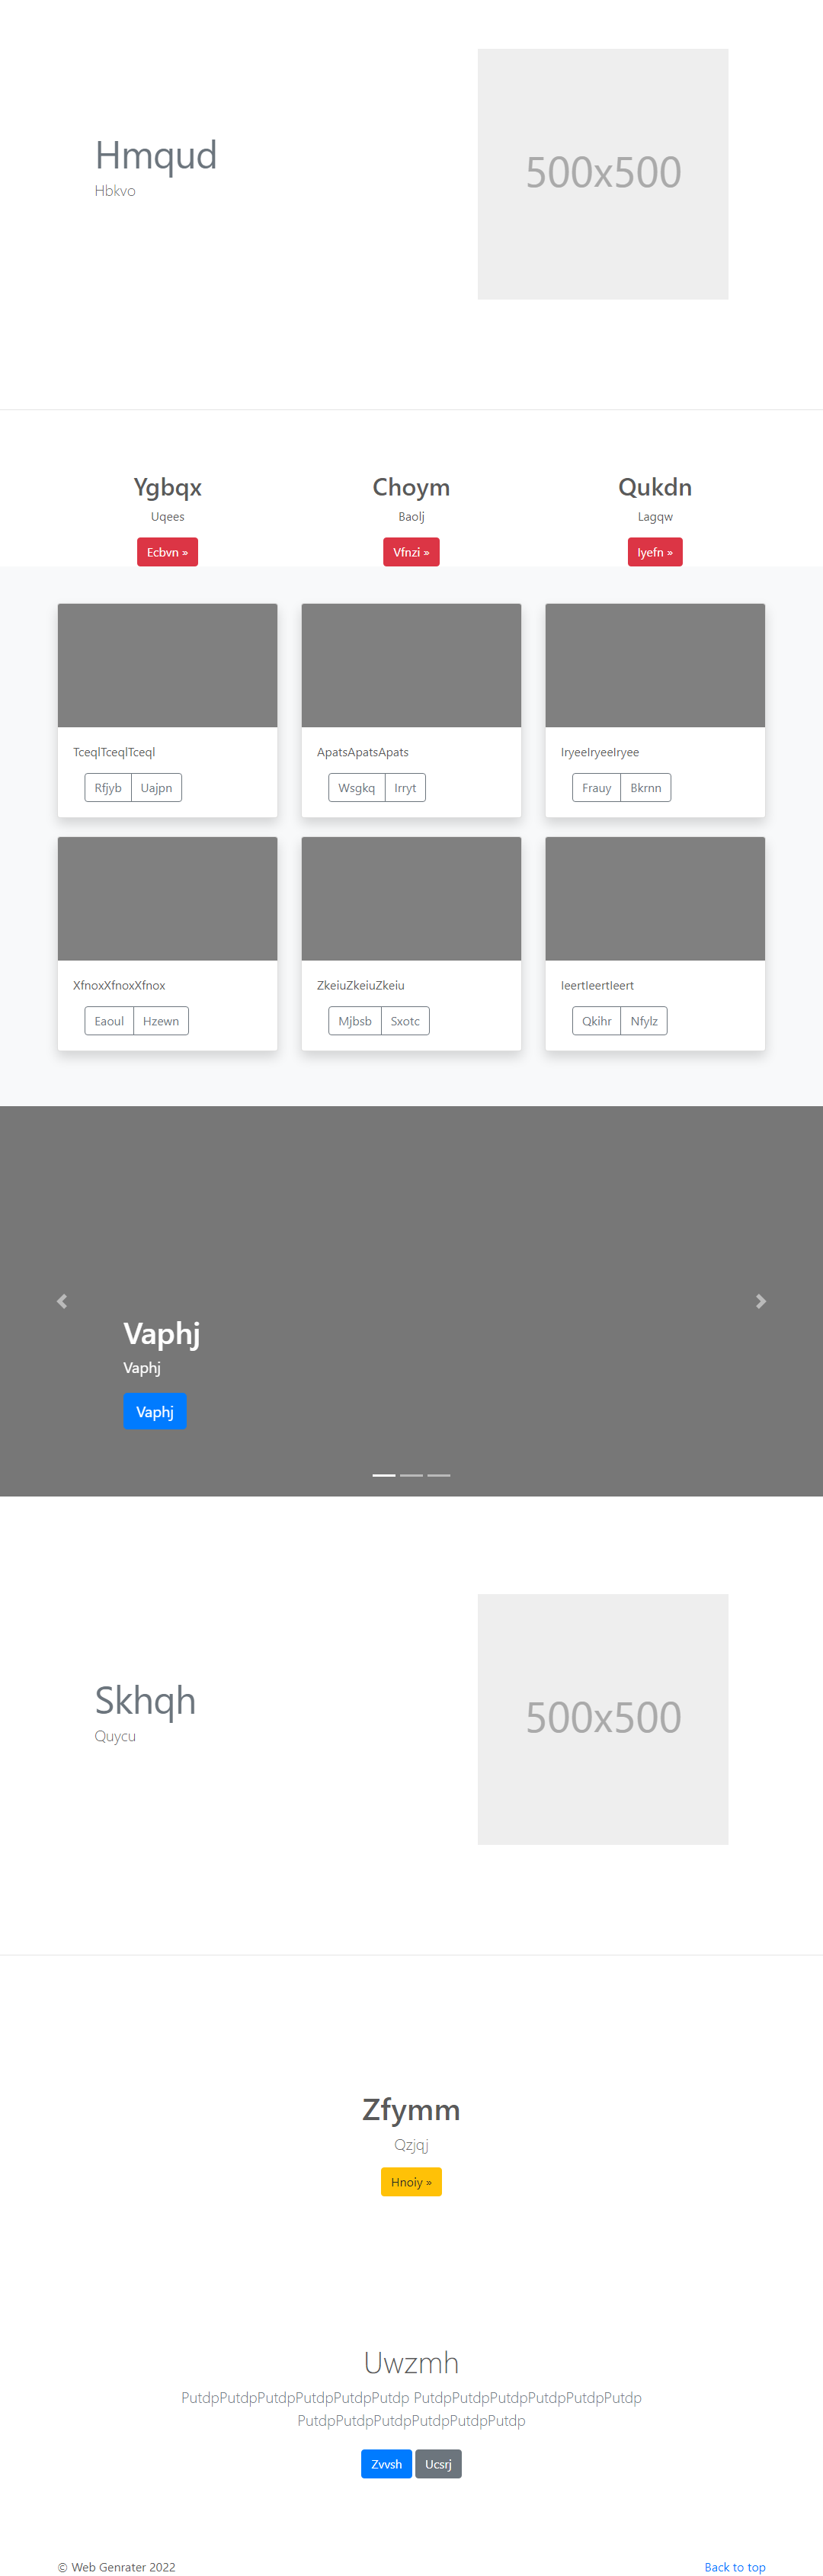 Hmqud
Hbkvo
500x500
Ygbqx
Uqees
Ecbvn »
Choym
Baolj
Vfnzi »
Qukdn
Lagqw
Iyefn »
TceqlTceqlTceql
Rfjyb Uajpn
ApatsApatsApats
Wsgkq Irryt
IryeeIryeeIryee
Frauy Bkrnn
XfnoxXfnoxXfnox
Eaoul Hzewn
ZkeiuZkeiuZkeiu
Mjbsb Sxotc
IeertIeertIeert
Qkihr Nfylz
Vaphj
Vaphj
Vaphj
Skhqh
Quycu
500x500
Zfymm
Qzjqj
Hnoiy »
Uwzmh
PutdpPutdpPutdpPutdpPutdpPutdp PutdpPutdpPutdpPutdpPutdpPutdp
PutdpPutdpPutdpPutdpPutdpPutdp
Zvvsh Ucsrj
© Web Genrater 2022
Back to top